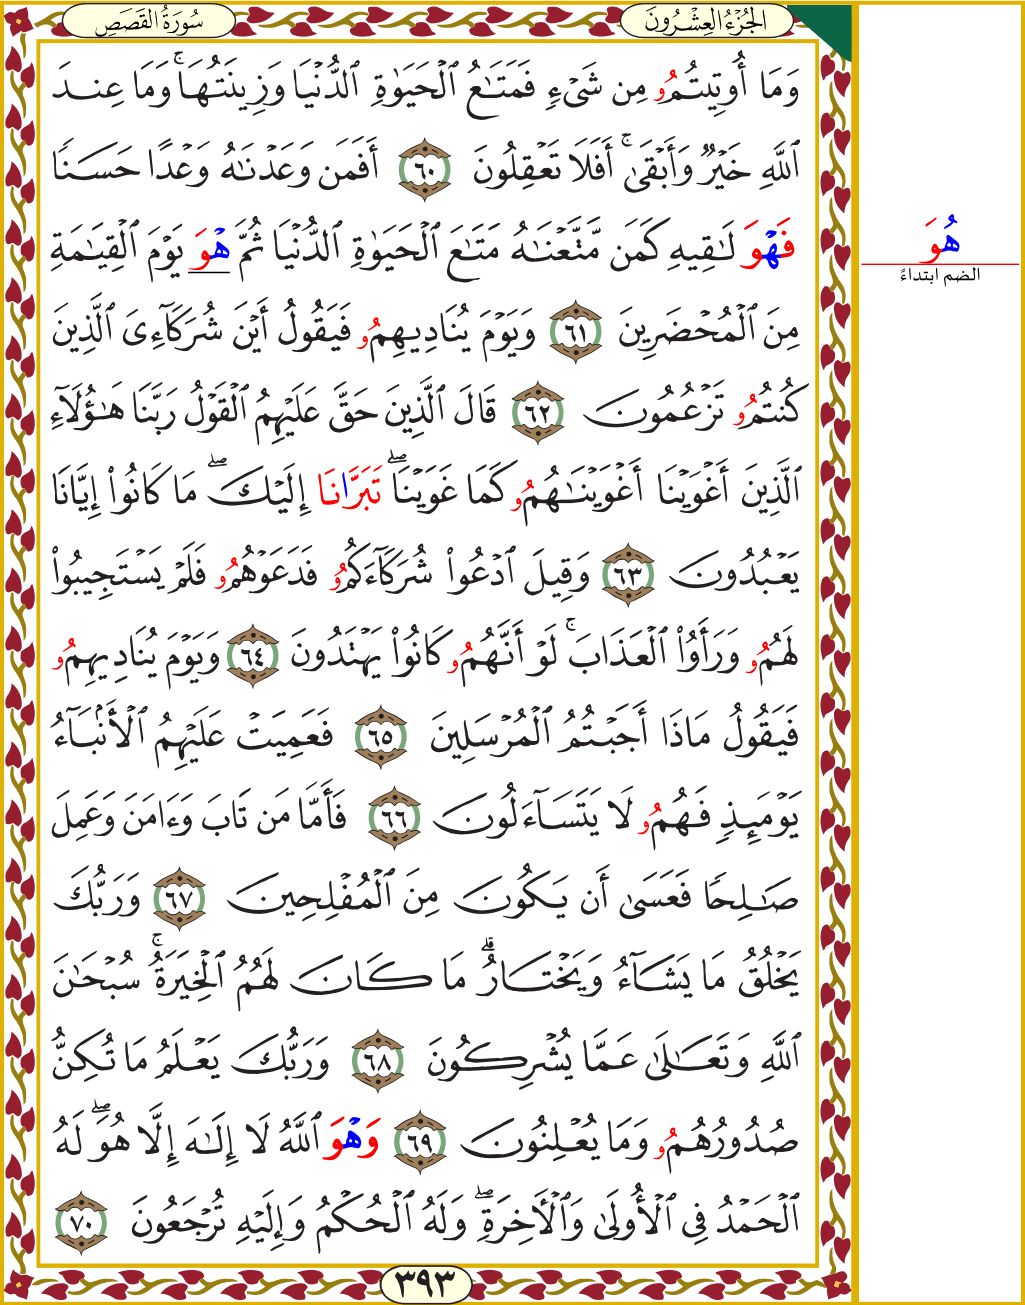 الجُزْءُ العِشْرُونَ
سُورَةُ القَصَصِ
وَمَا أُوتِيتُمُو مِن شَىْءٍ فَمَتَٰعُ ٱلْحَيَوٰةِ ٱلدُّنْيَا وَزِينَتُهَا ۚ وَمَا عِندَ
ٱللَّهِ خَيْرٌ وَأَبْقَىٰ ۚ أَفَلَا تَعْقِلُونَ ٦٠ أَفَمَن وَعَدْنَٰهُ وَعْدًا حَسَنًا
فَهْوَ لَٰقِيهِ كَمَن مَّتَّعْنَٰهُ مَتَٰعَ ٱلْحَيَوٰةِ ٱلدُّنْيَا ثُمَّ هْوَ يَوْمَ ٱلْقِيَٰمَةِ
هُوَ
الضم ابتداءً
مِنَ ٱلْمُحْضَرِينَ ٦١ وَيَوْمَ يُنَادِيهِمُو فَيَقُولُ أَيْنَ شُرَكَآءِىَ ٱلَّذِينَ
كُنتُمُو تَزْعُمُونَ ٦٢ قَالَ ٱلَّذِينَ حَقَّ عَلَيْهِمُ ٱلْقَوْلُ رَبَّنَا هَٰٓؤُلَآءِ
ٱلَّذِينَ أَغْوَيْنَا أَغْوَيْنَٰهُمُو كَمَا غَوَيْنَا ۖ تَبَرَّانَا إِلَيْكَ ۖ مَا كَانُوا۟ إِيَّانَا
يَعْبُدُونَ ٦٣ وَقِيلَ ٱدْعُوا۟ شُرَكَآءَكُمُو فَدَعَوْهُمُو فَلَمْ يَسْتَجِيبُوا۟
لَهُمُو وَرَأَوُا۟ ٱلْعَذَابَ ۚ لَوْ أَنَّهُمُو كَانُوا۟ يَهْتَدُونَ ٦٤ وَيَوْمَ يُنَادِيهِمُو
فَيَقُولُ مَاذَا أَجَبْتُمُ ٱلْمُرْسَلِينَ ٦٥ فَعَمِيَتْ عَلَيْهِمُ ٱلْأَنۢبَآءُ
يَوْمَئِذٍ فَهُمُو لَا يَتَسَآءَلُونَ ٦٦ فَأَمَّا مَن تَابَ وَءَامَنَ وَعَمِلَ
صَٰلِحًا فَعَسَىٰ أَن يَكُونَ مِنَ ٱلْمُفْلِحِينَ ٦٧ وَرَبُّكَ
يَخْلُقُ مَا يَشَآءُ وَيَخْتَارُ ۗ مَا كَانَ لَهُمُ ٱلْخِيَرَةُ ۚ سُبْحَٰنَ
ٱللَّهِ وَتَعَٰلَىٰ عَمَّا يُشْرِكُونَ ٦٨ وَرَبُّكَ يَعْلَمُ مَا تُكِنُّ
صُدُورُهُمُو وَمَا يُعْلِنُونَ ٦٩ وَهْوَ ٱللَّهُ لَا إِلَٰهَ إِلَّا هُوَ ۖ لَهُ
ٱلْحَمْدُ فِى ٱلْأُولَىٰ وَٱلْآخِرَةِ ۖ وَلَهُ ٱلْحُكْمُ وَإِلَيْهِ تُرْجَعُونَ ٧٠
٣٩٣